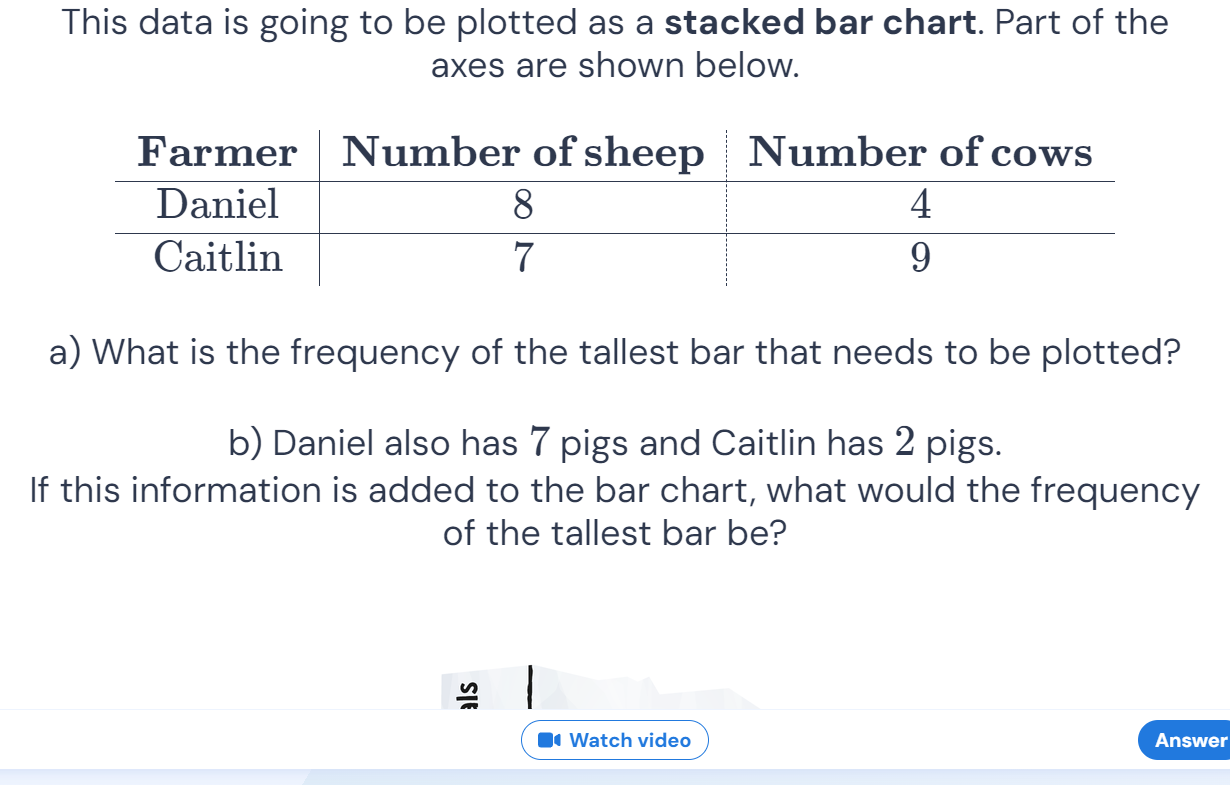 This data is going to be plotted as a stacked bar chart. Part of the
axes are shown below.
Farmer Number of sheep Number of cows
Daniel 8 4
Caitlin 7 9
a) What is the frequency of the tallest bar that needs to be plotted?
b) Daniel also has 7 pigs and Caitlin has 2 pigs.
If this information is added to the bar chart, what would the frequency
of the tallest bar be?
Watch video
Answer